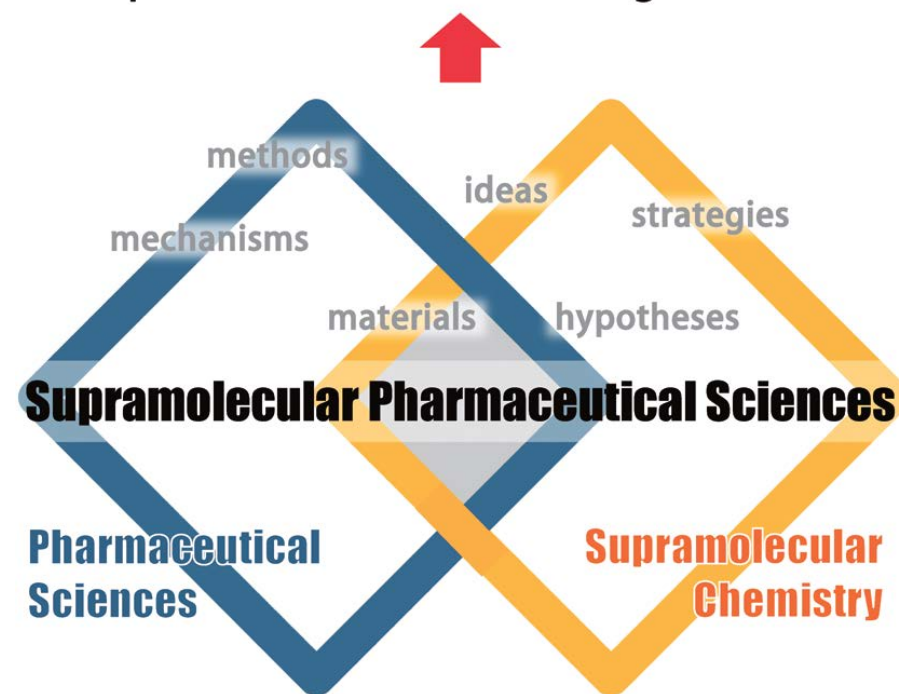 methods
ideas
strategies
mechanisms
materials
hypotheses
Supramolecular Pharmaceutical Sciences
Pharmaceutical
Sciences
Supramolecular
Chemistry